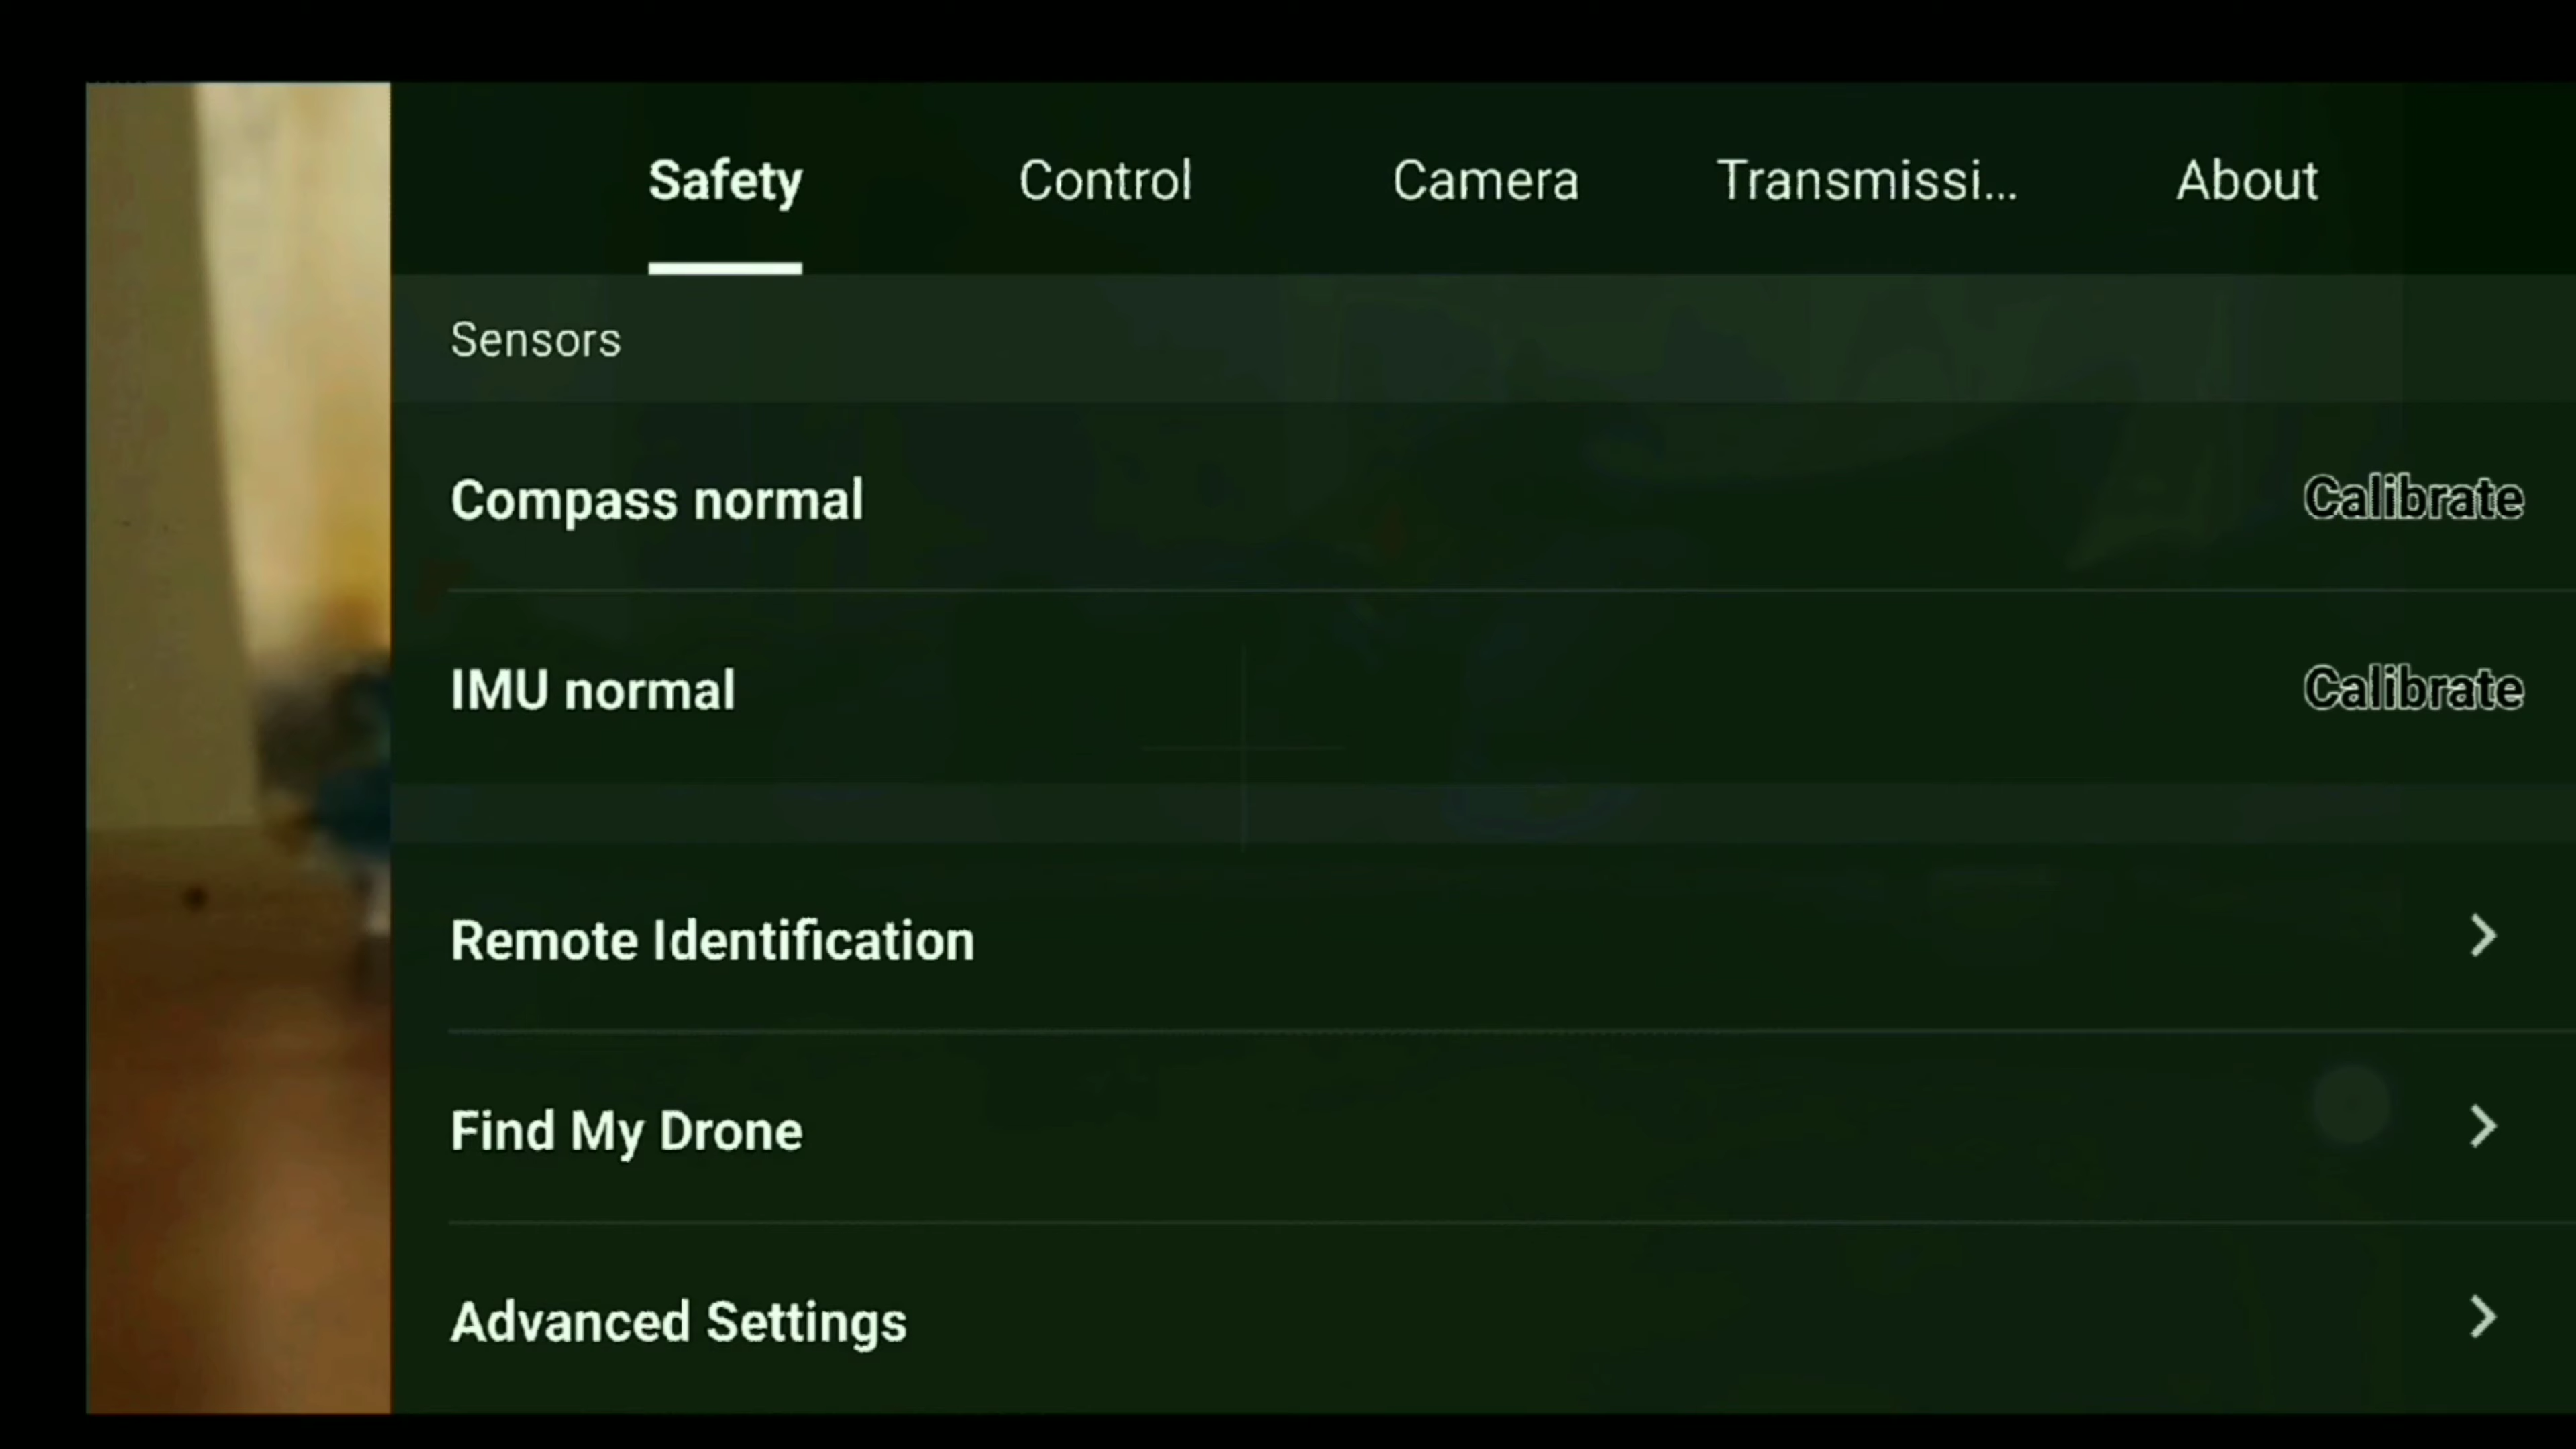 Safety Control Camera Transmissi... About
Sensors
Compass normal Calibrate
IMU normal Calibrate
Remote Identification
Find My Drone
Advanced Settings